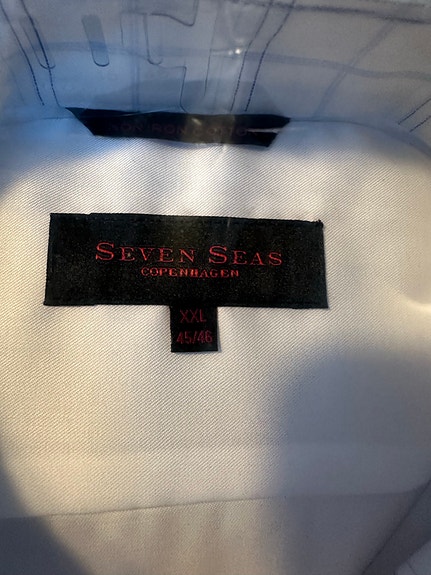 SEVEN SEAS
COPENHAGEN
XXL
45/46